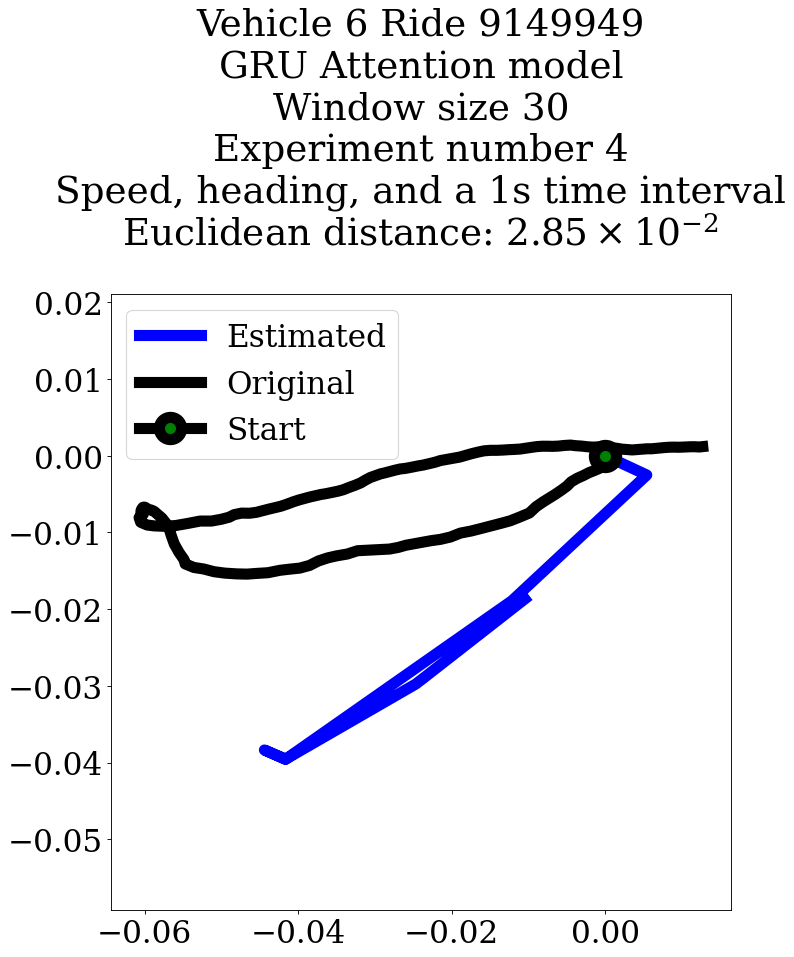 Vehicle 6 Ride 9149949
GRU Attention model
Window size 30
Experiment number 4
Speed, heading, and a 1s time interval
Euclidean distance: 2.85 × 10⁻²
Estimated
Original
Start
0.02
0.01
0.00
−0.01
−0.02
−0.03
−0.04
−0.05
−0.06 −0.04 −0.02 0.00